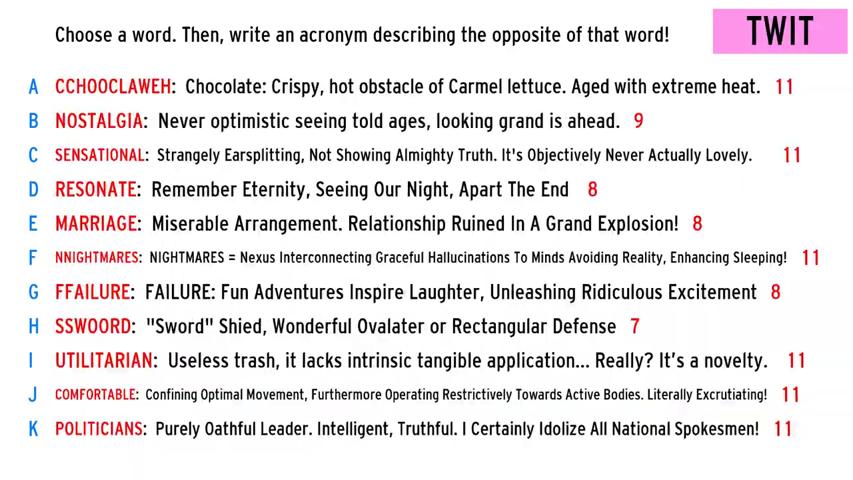 Choose a word. Then, write an acronym describing the opposite of that word!
TWIT
A CCHOOCLAWEH: Chocolate: Crispy, hot obstacle of Carmel lettuce. Aged with extreme heat. 11
B NOSTALGIA: Never optimistic seeing told ages, looking grand is ahead. 9
C SENSATIONAL: Strangely Earsplitting, Not Showing Almighty Truth. It's Objectively Never Actually Lovely. 11
D RESONATE: Remember Eternity, Seeing Our Night, Apart The End 8
E MARRIAGE: Miserable Arrangement. Relationship Ruined In A Grand Explosion! 8
F NNIGHTMARES: NIGHTMARES = Nexus Interconnecting Graceful Hallucinations To Minds Avoiding Reality, Enhancing Sleeping! 11
G FFAILURE: FAILURE: Fun Adventures Inspire Laughter, Unleashing Ridiculous Excitement 8
H SSWOORD: "Sword" Shied, Wonderful Ovalater or Rectangular Defense 7
I UTILITARIAN: Useless trash, it lacks intrinsic tangible application... Really? It's a novelty. 11
J COMFORTABLE: Confining Optimal Movement, Furthermore Operating Restrictively Towards Active Bodies. Literally Excrutiating! 11
K POLITICIANS: Purely Oathful Leader. Intelligent, Truthful. I Certainly Idolize All National Spokesmen! 11